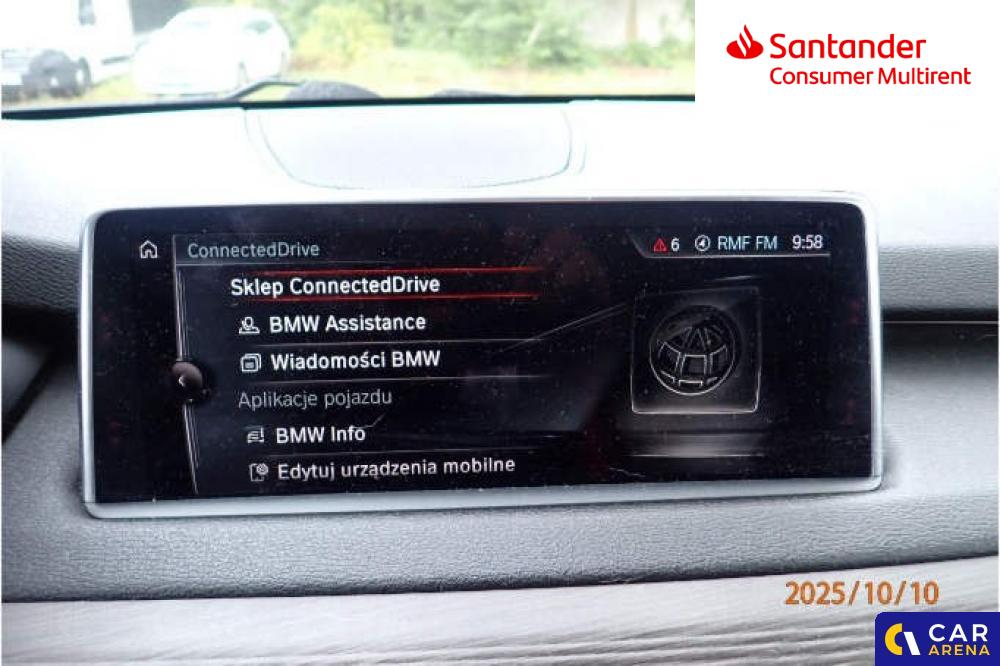 Santander
Consumer Multirent
ConnectedDrive
6 RMF FM 9:58
Sklep ConnectedDrive
BMW Assistance
Wiadomości BMW
Aplikacje pojazdu
BMW Info
Edytuj urządzenia mobilne
2025/10/10
CAR
ARENA